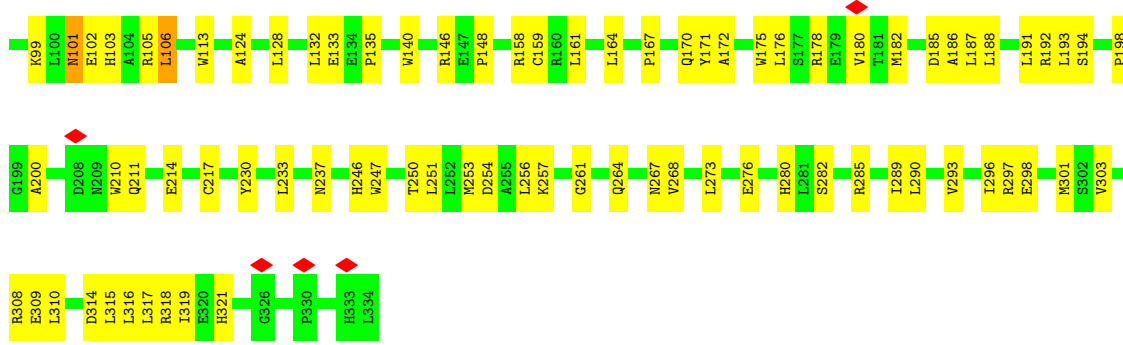 K99 L100 N101 E102 H103 A104 R105 L106 W113 A124 L128 L132 E133 E134 P135 W140 R146 E147 P148 R158 C159 R160 L161 L164 P167 Q170 Y171 A172 W175 L176 S177 R178 E179 V180 T181 M182 D185 A186 L187 L188 L191 R192 L193 S194 P198
G199 A200 D208 N209 W210 Q211 E214 C217 Y230 L233 N237 H246 W247 T250 L251 L252 M253 D254 A255 L256 K257 G261 Q264 N267 V268 L273 E276 H280 L281 S282 R285 I289 L290 V293 I296 R297 E298 M301 S302 V303
R308 E309 L310 D314 L315 L316 L317 R318 I319 E320 H321 G326 P330 H333 L334